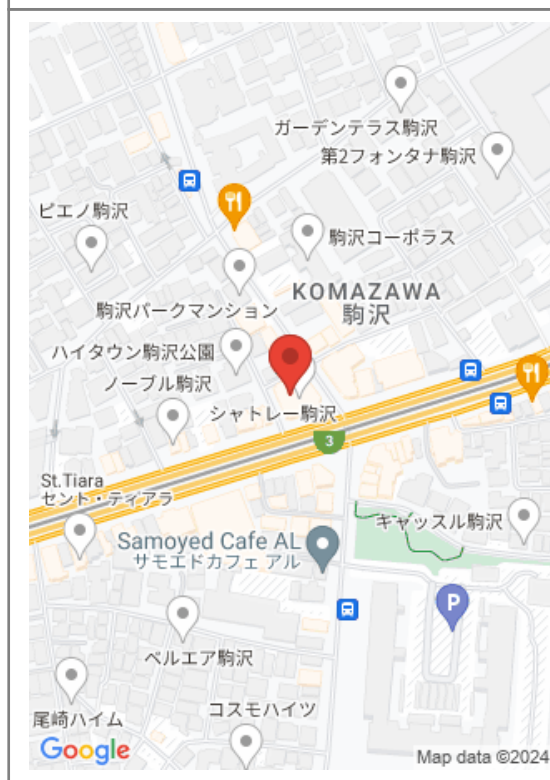 ガーデンテラス駒沢
第2フォンタナ駒沢
ピエノ駒沢
駒沢コーポラス
KOMAZAWA
駒沢
駒沢パークマンション
ハイタウン駒沢公園
ノーブル駒沢
シャトレー駒沢
3
St.Tiara
セント・ティアラ
キャッスル駒沢
Samoyed Cafe AL
サモエドカフェ アル
P
ベルエア駒沢
尾崎ハイム
コスモハイツ
Google
Map data ©2024